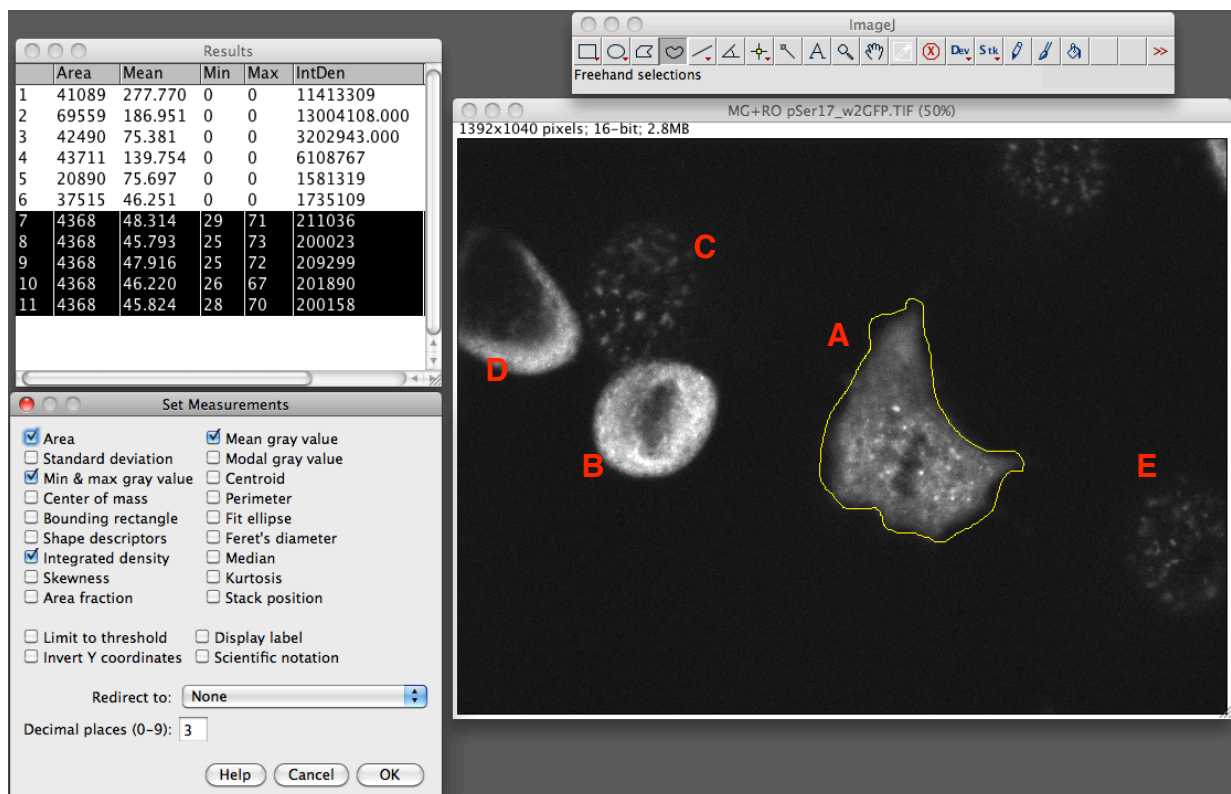 Results
Area Mean Min Max IntDen
1 41089 277.770 0 0 11413309
2 69559 186.951 0 0 13004108.000
3 42490 75.381 0 0 3202943.000
4 43711 139.754 0 0 6108767
5 20890 75.697 0 0 1581319
6 37515 46.251 0 0 1735109
7 4368 48.314 29 71 211036
8 4368 45.793 25 73 200023
9 4368 47.916 25 72 209299
10 4368 46.220 26 67 201890
11 4368 45.824 28 70 200158
ImageJ
A Dev Stk >>
Freehand selections
MG+RO pSer17_w2GFP.TIF (50%)
1392x1040 pixels; 16-bit; 2.8MB
C
A
D
B
E
Set Measurements
Area Mean gray value
Standard deviation Modal gray value
Min & max gray value Centroid
Center of mass Perimeter
Bounding rectangle Fit ellipse
Shape descriptors Feret's diameter
Integrated density Median
Skewness Kurtosis
Area fraction Stack position
Limit to threshold Display label
Invert Y coordinates Scientific notation
Redirect to: None
Decimal places (0-9): 3
Help Cancel OK